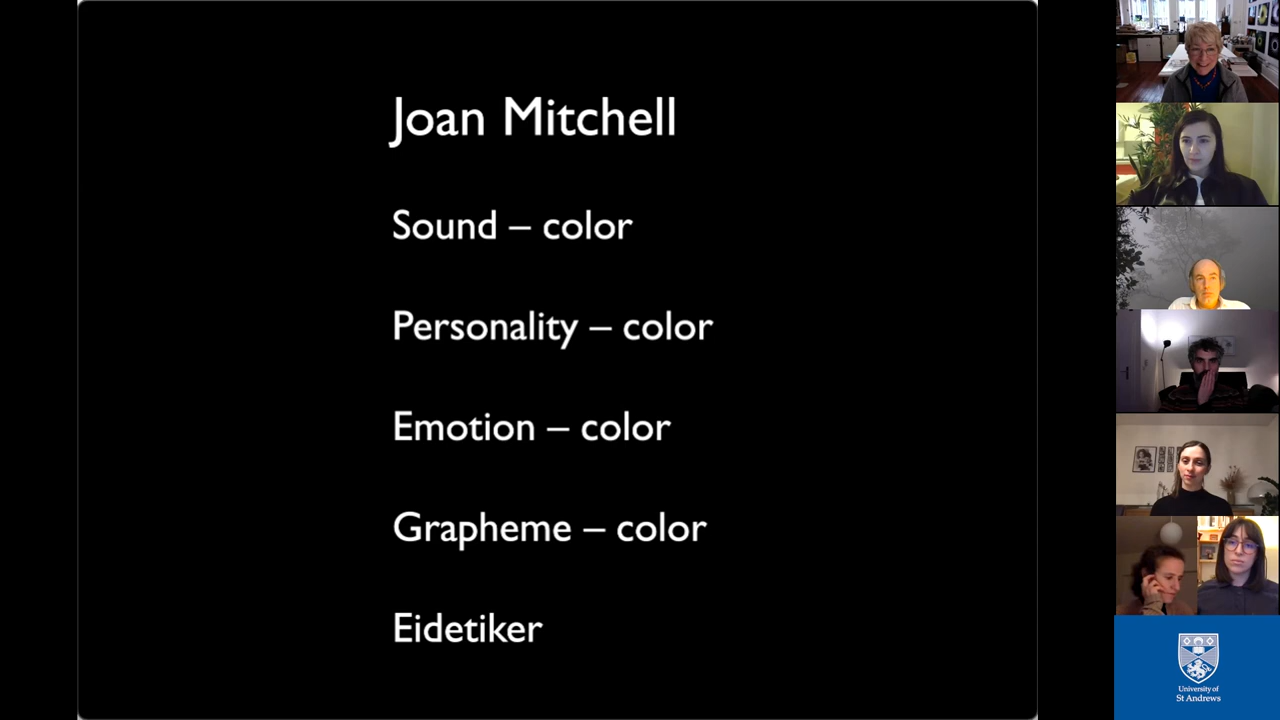 Joan Mitchell
Sound – color
Personality – color
Emotion – color
Grapheme – color
Eidetiker
University of
St Andrews